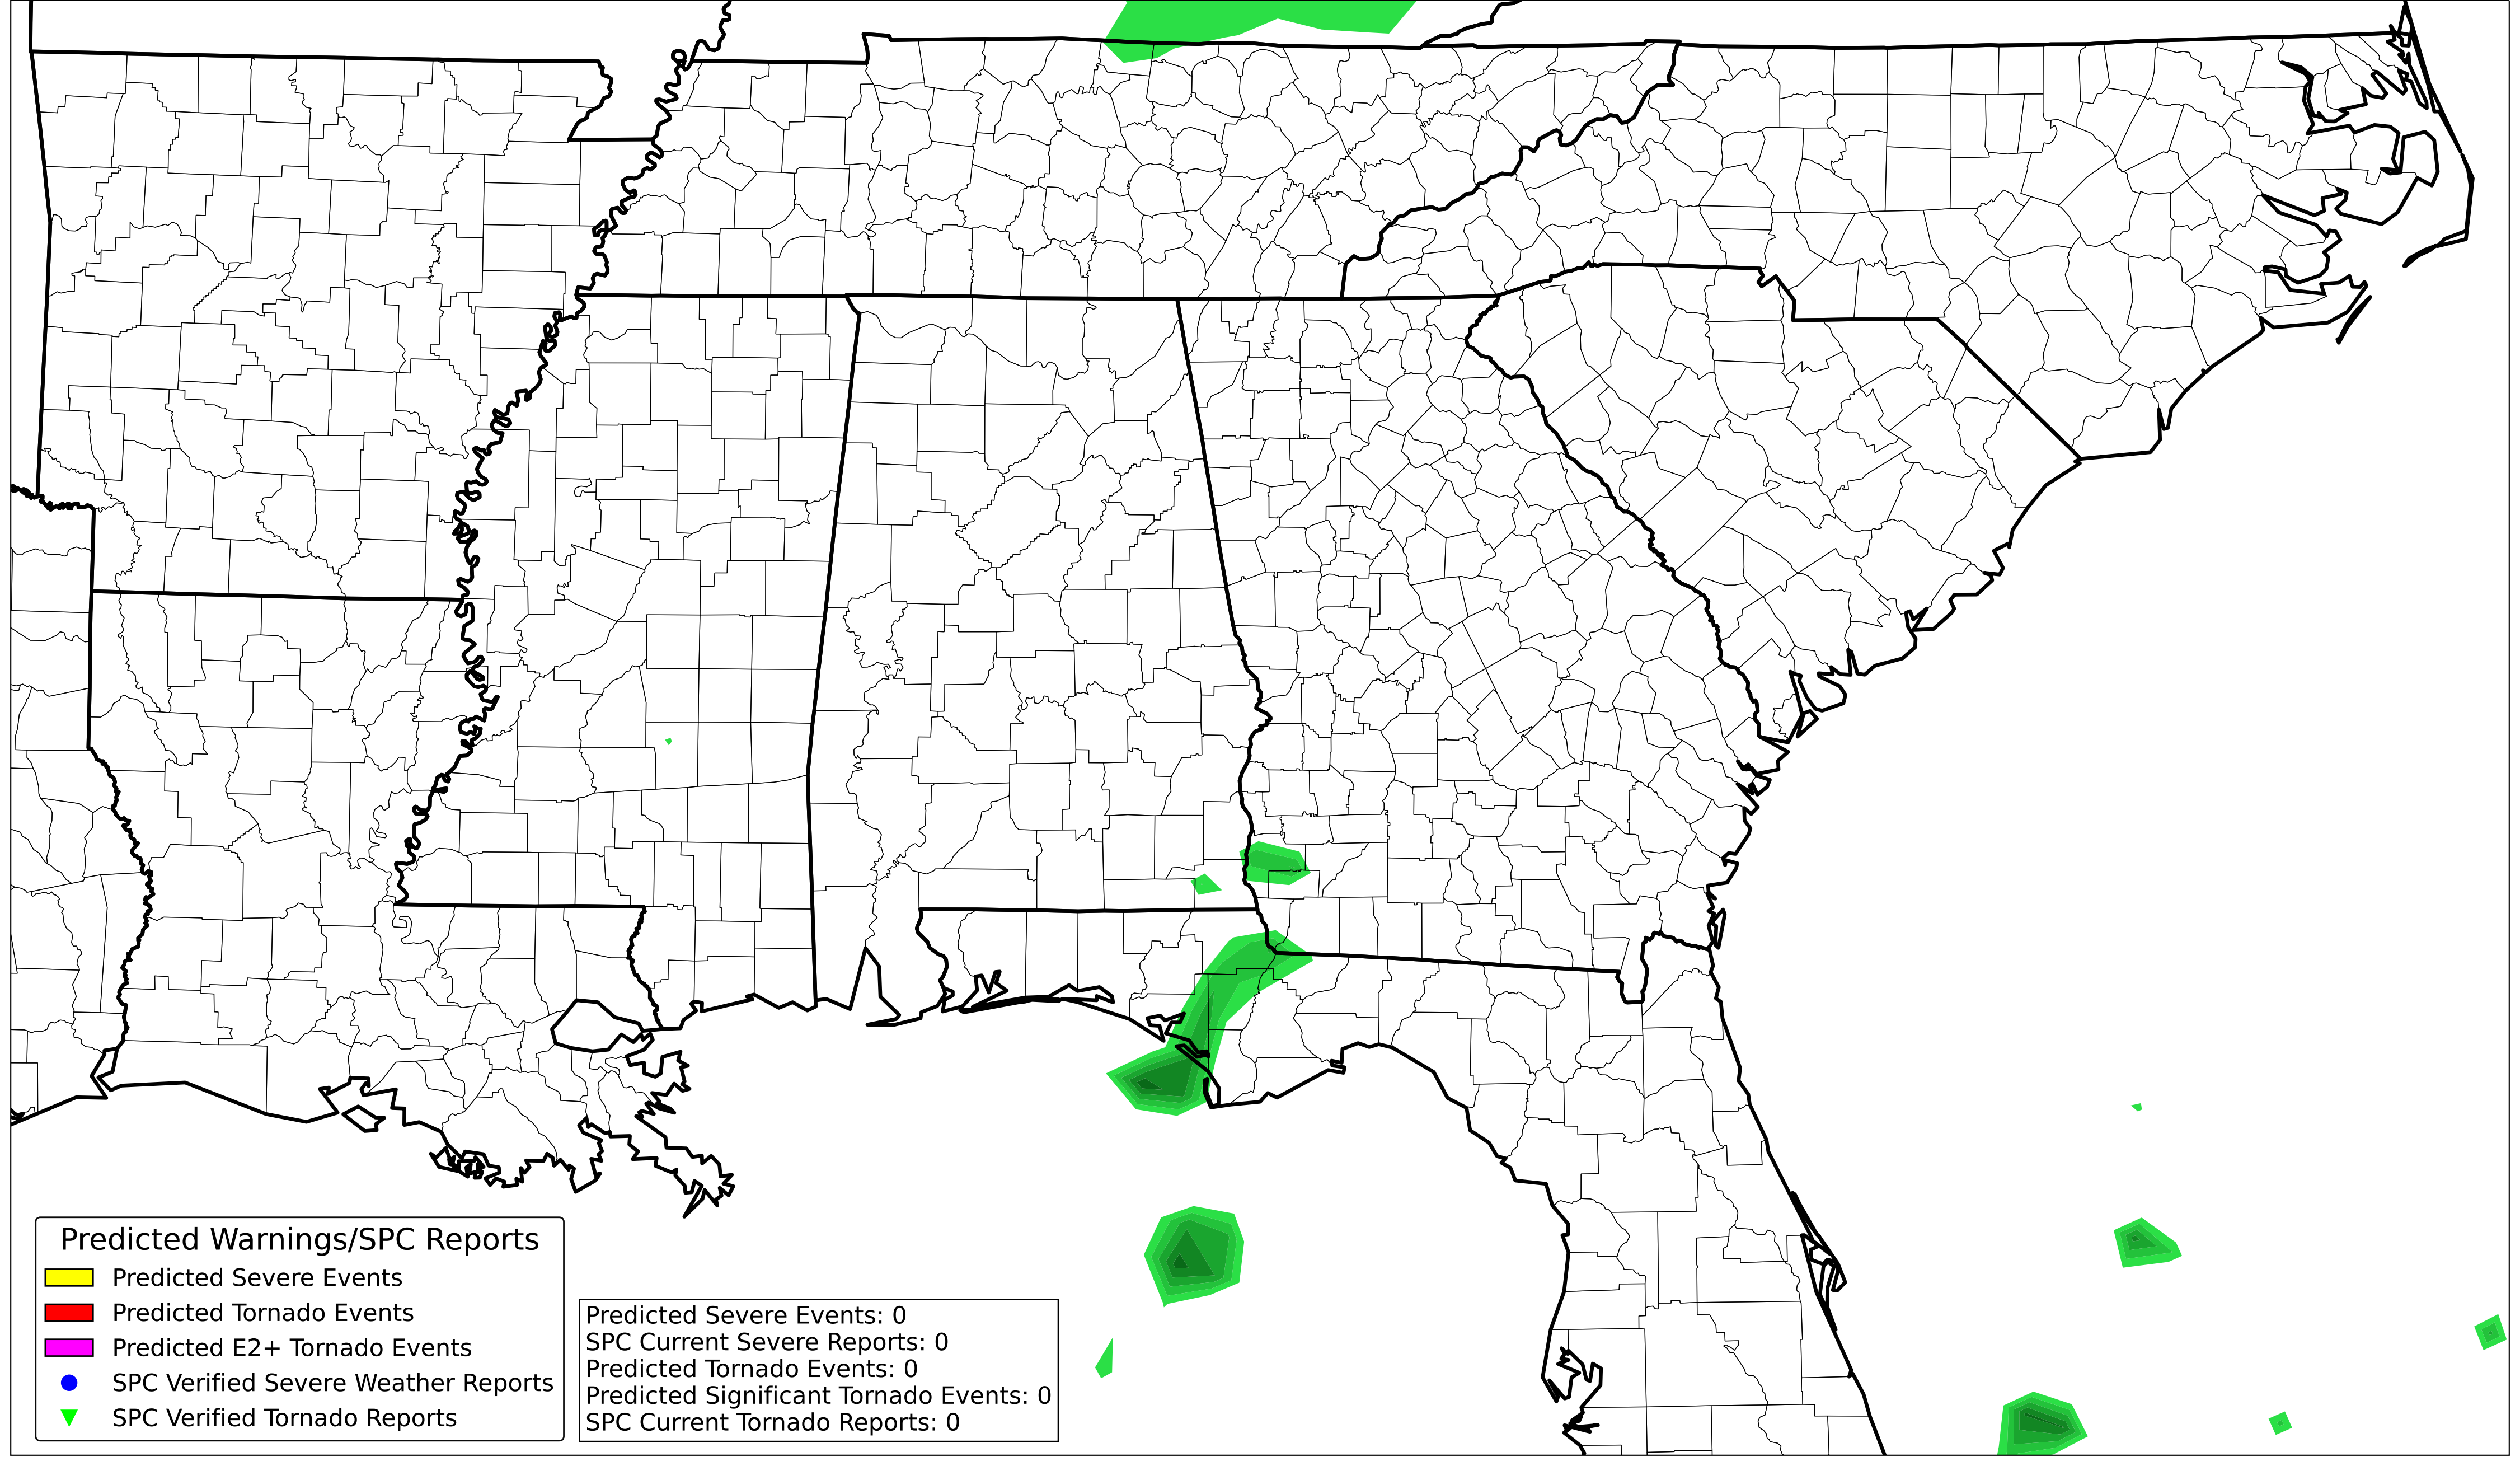 Predicted Warnings/SPC Reports
Predicted Severe Events
Predicted Tornado Events
Predicted E2+ Tornado Events
SPC Verified Severe Weather Reports
SPC Verified Tornado Reports
Predicted Severe Events: 0
SPC Current Severe Reports: 0
Predicted Tornado Events: 0
Predicted Significant Tornado Events: 0
SPC Current Tornado Reports: 0